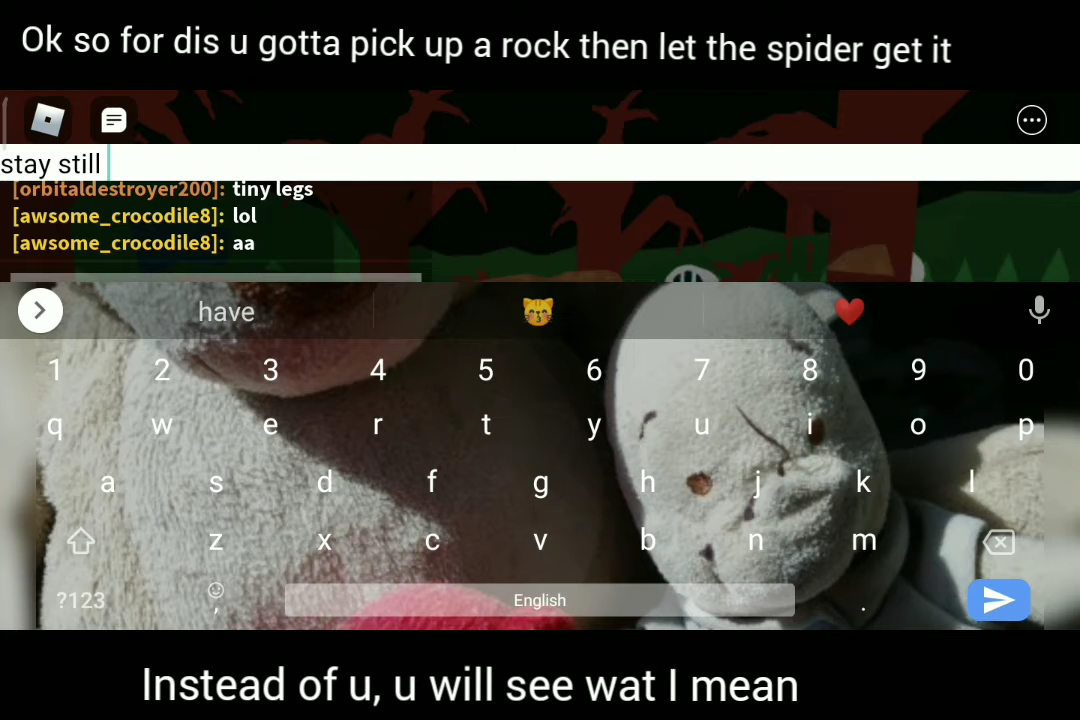 Ok so for dis u gotta pick up a rock then let the spider get it
stay still
[orbitaldestroyer200]: tiny legs
[awsome_crocodile8]: lol
[awsome_crocodile8]: aa
have
1 2 3 4 5 6 7 8 9 0
q w e r t y u i o p
a s d f g h j k l
z x c v b n m
?123 , English .
Instead of u, u will see wat I mean